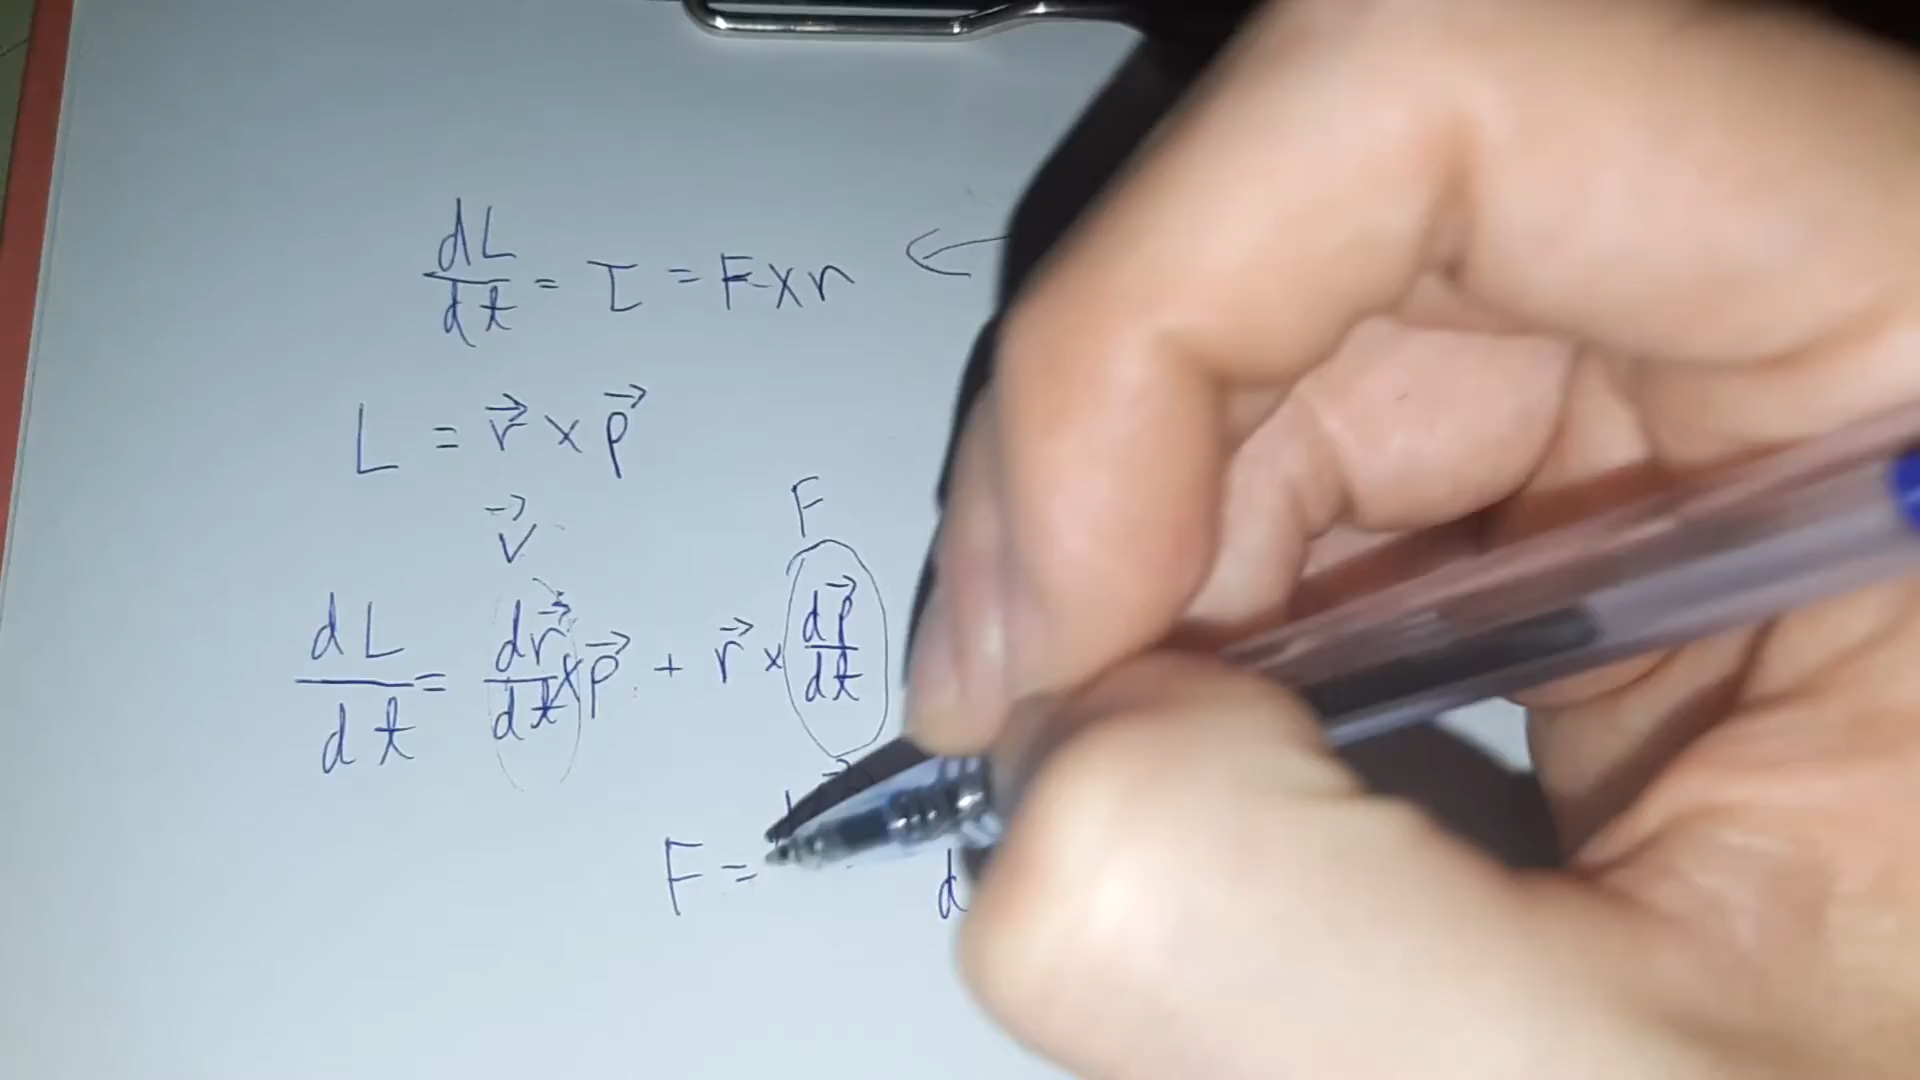 dL/dt = τ = F×r ←
L = r⃗ × p⃗
v⃗ F
dL/dt = dr⃗/dt × p⃗ + r⃗ × dp⃗/dt
F = d